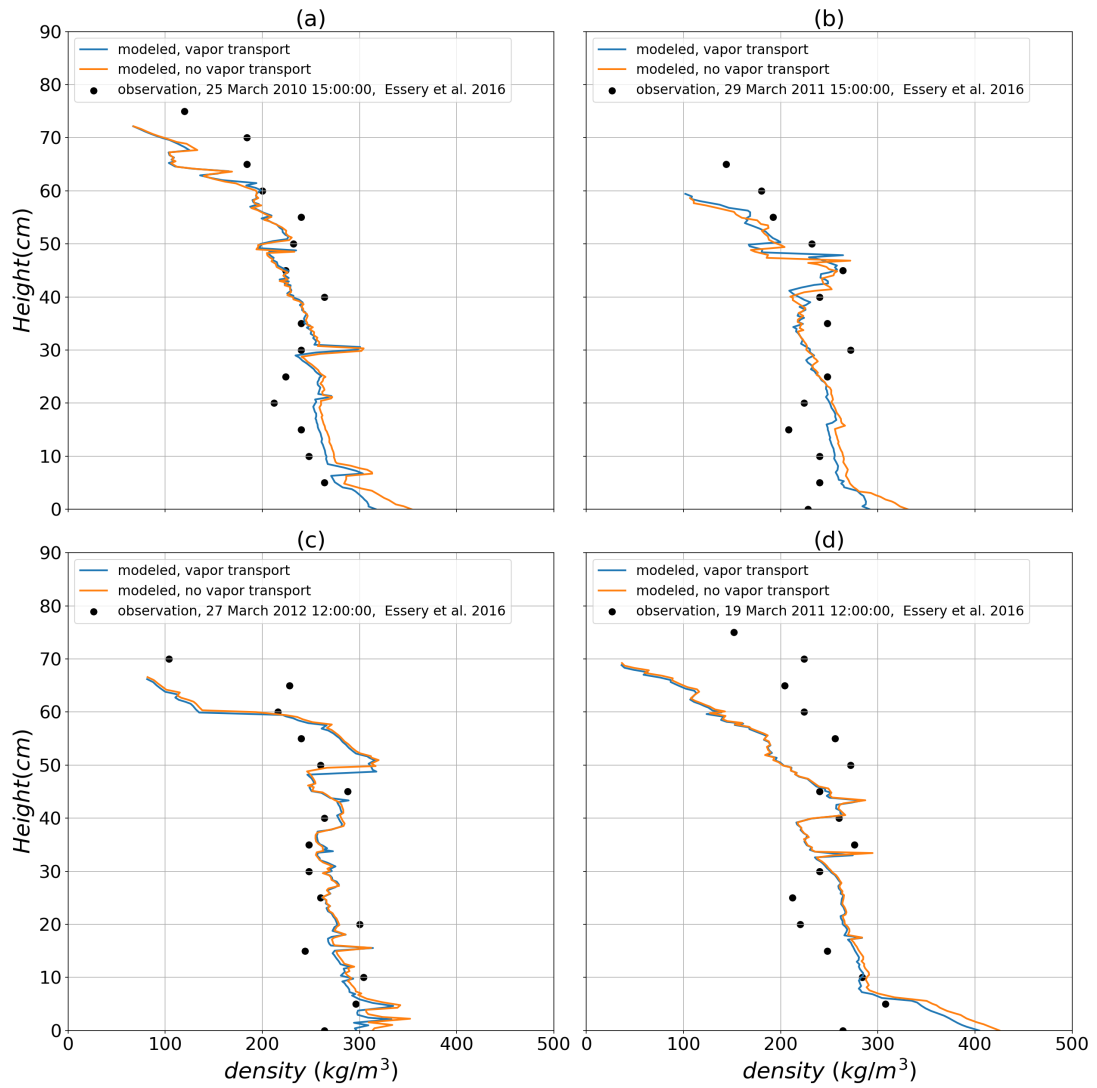 (a)
modeled, vapor transport
modeled, no vapor transport
observation, 25 March 2010 15:00:00,  Essery et al. 2016
90
80
70
60
50
40
30
20
10
0
Height(cm)
(b)
modeled, vapor transport
modeled, no vapor transport
observation, 29 March 2011 15:00:00,  Essery et al. 2016
(c)
modeled, vapor transport
modeled, no vapor transport
observation, 27 March 2012 12:00:00,  Essery et al. 2016
90
80
70
60
50
40
30
20
10
0
Height(cm)
0 100 200 300 400 500
density (kg/m³)
(d)
modeled, vapor transport
modeled, no vapor transport
observation, 19 March 2011 12:00:00,  Essery et al. 2016
0 100 200 300 400 500
density (kg/m³)